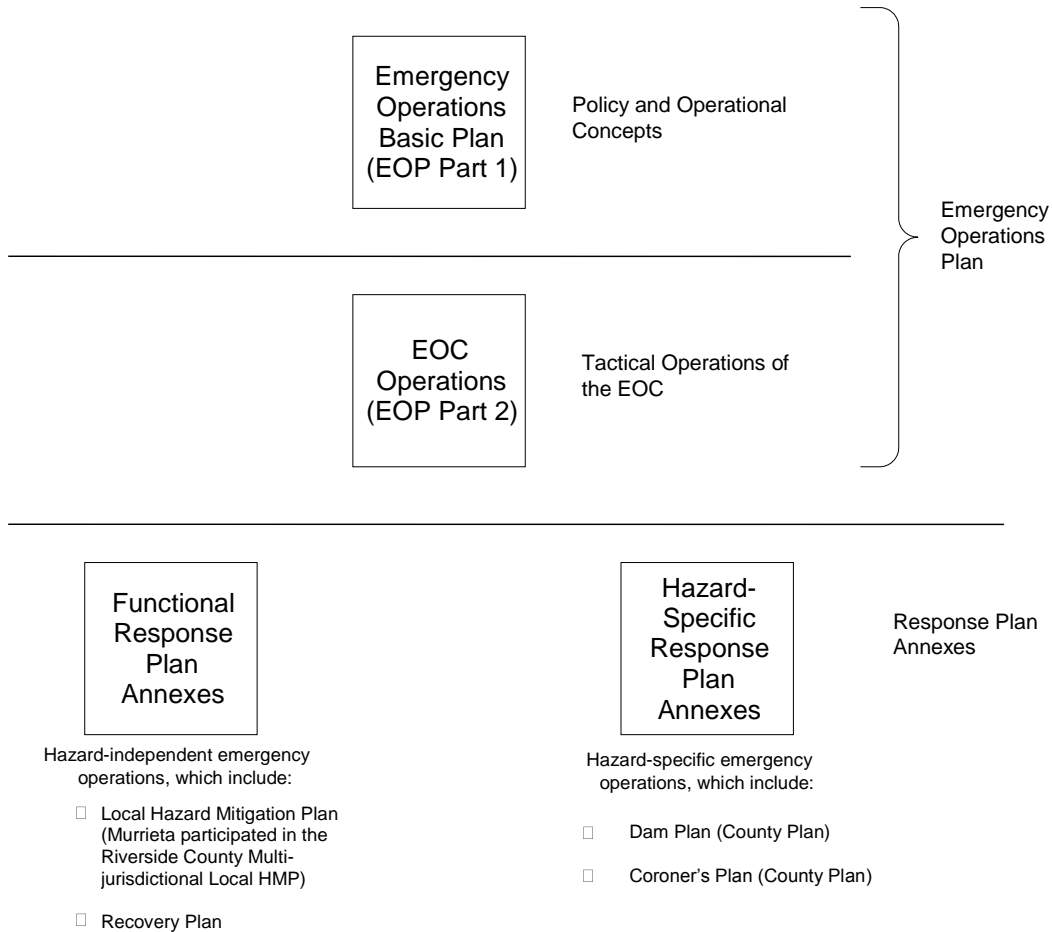 Emergency
Operations
Basic Plan
(EOP Part 1)
Policy and Operational
Concepts
Emergency
Operations
Plan
EOC
Operations
(EOP Part 2)
Tactical Operations of
the EOC
Functional
Response
Plan
Annexes
Hazard-
Specific
Response
Plan
Annexes
Response Plan
Annexes
Hazard-independent emergency
operations, which include:
Local Hazard Mitigation Plan
(Murrieta participated in the
Riverside County Multi-
jurisdictional Local HMP)
Recovery Plan
Hazard-specific emergency
operations, which include:
Dam Plan (County Plan)
Coroner's Plan (County Plan)